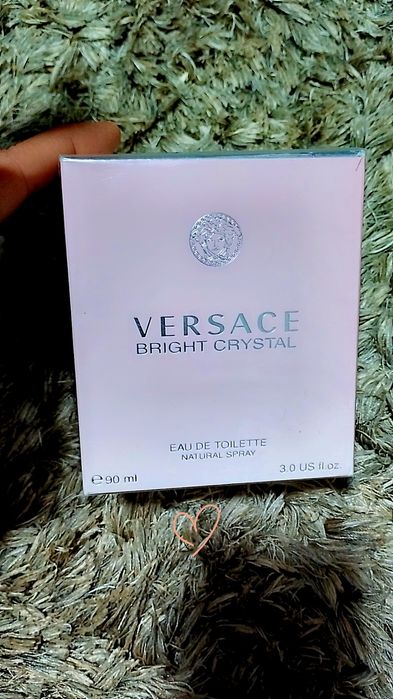 VERSACE
BRIGHT CRYSTAL
EAU DE TOILETTE
NATURAL SPRAY
℮90 ml
3.0 US fl.oz.